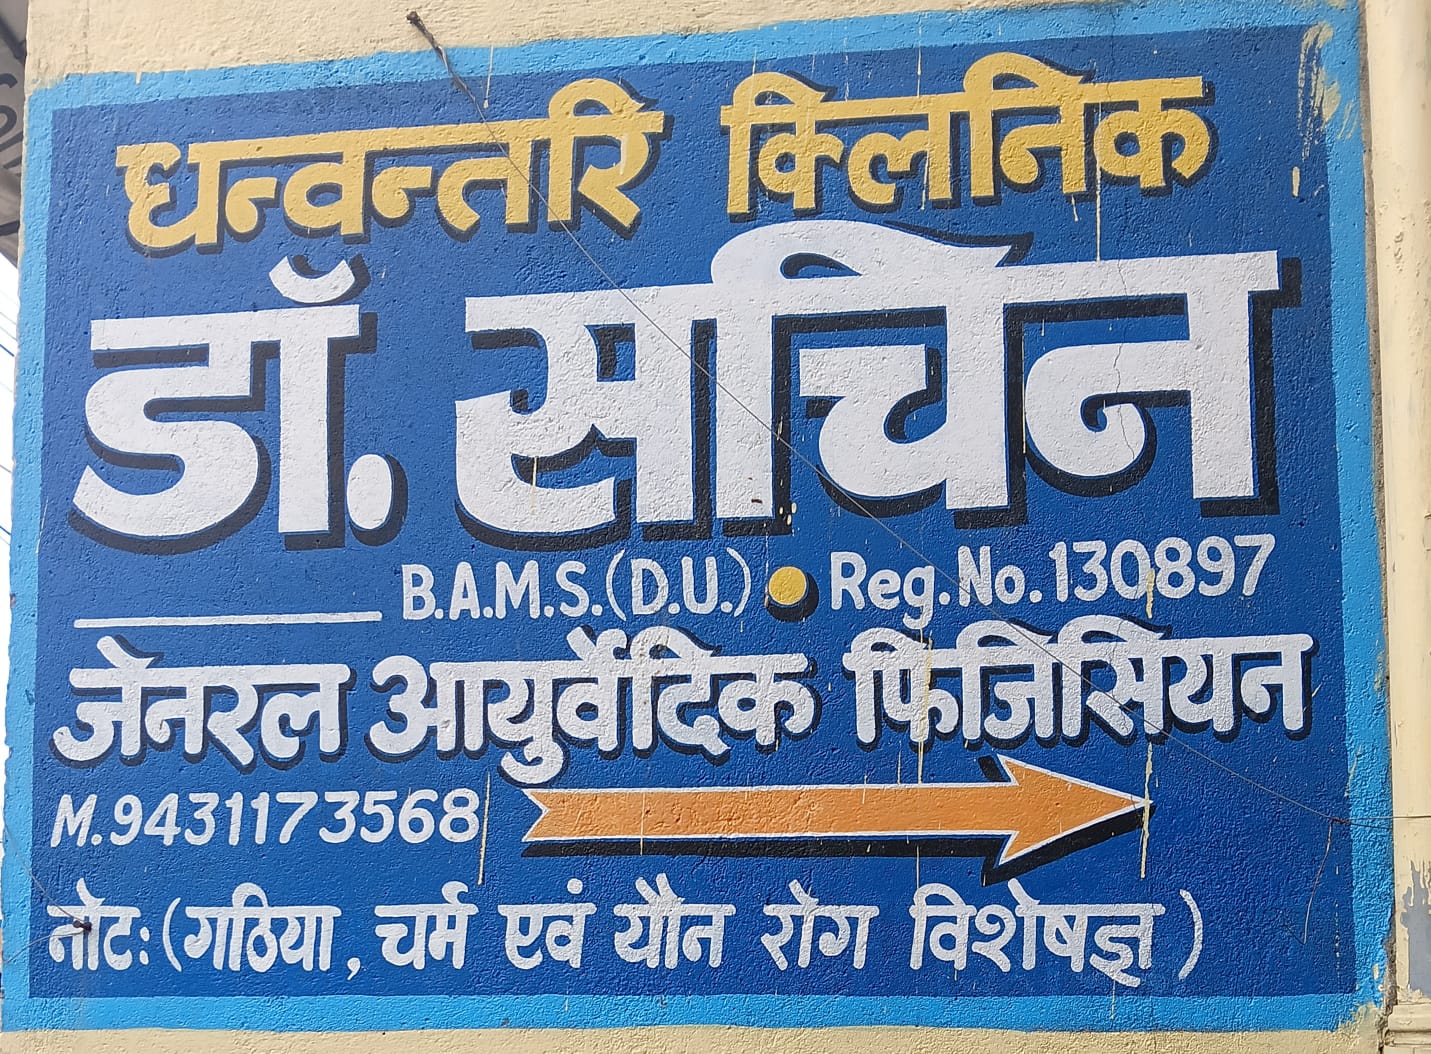 धन्वन्तरि क्लिनिक
डॉ. सचिन
B.A.M.S.(D.U.) • Reg.No.130897
जेनरल आयुर्वेदिक फिजिसियन
M.9431173568
नोटः(गठिया, चर्म एवं यौन रोग विशेषज्ञ)